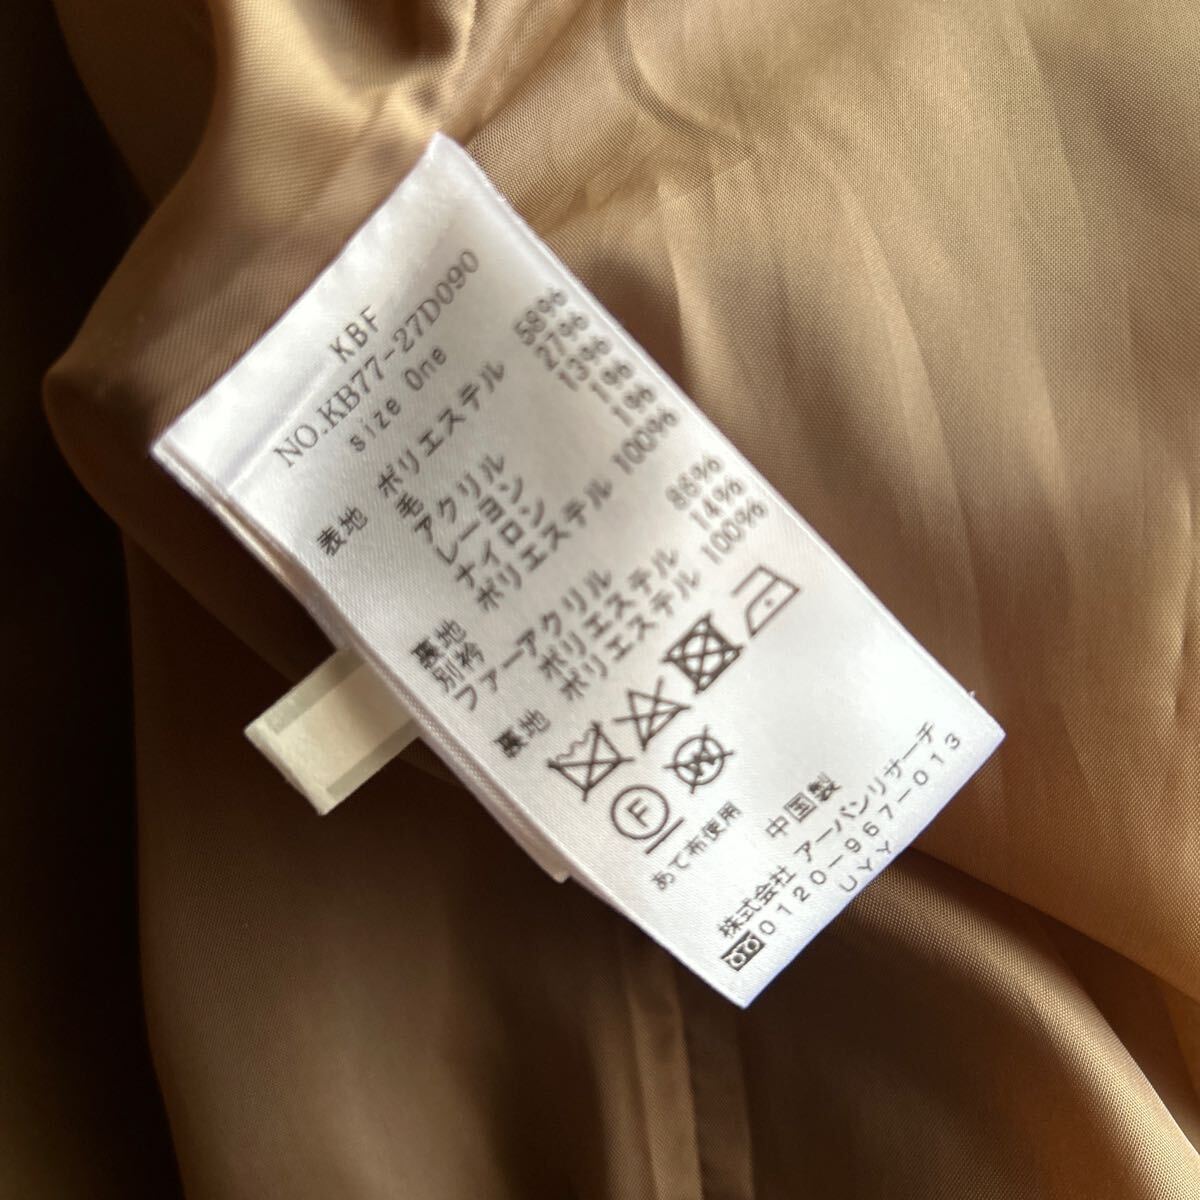 KBF
NO.KB77-27D090
size One
表地 ポリエステル 58%
毛 27%
アクリル 13%
レーヨン 1%
ナイロン 1%
裏地 ポリエステル 100%
別衿
ファーアクリル 86%
ポリエステル 14%
裏地 ポリエステル 100%
F
W
あて布使用
中国製
株式会社 アーバンリサーチ
0120-967-013
UYY